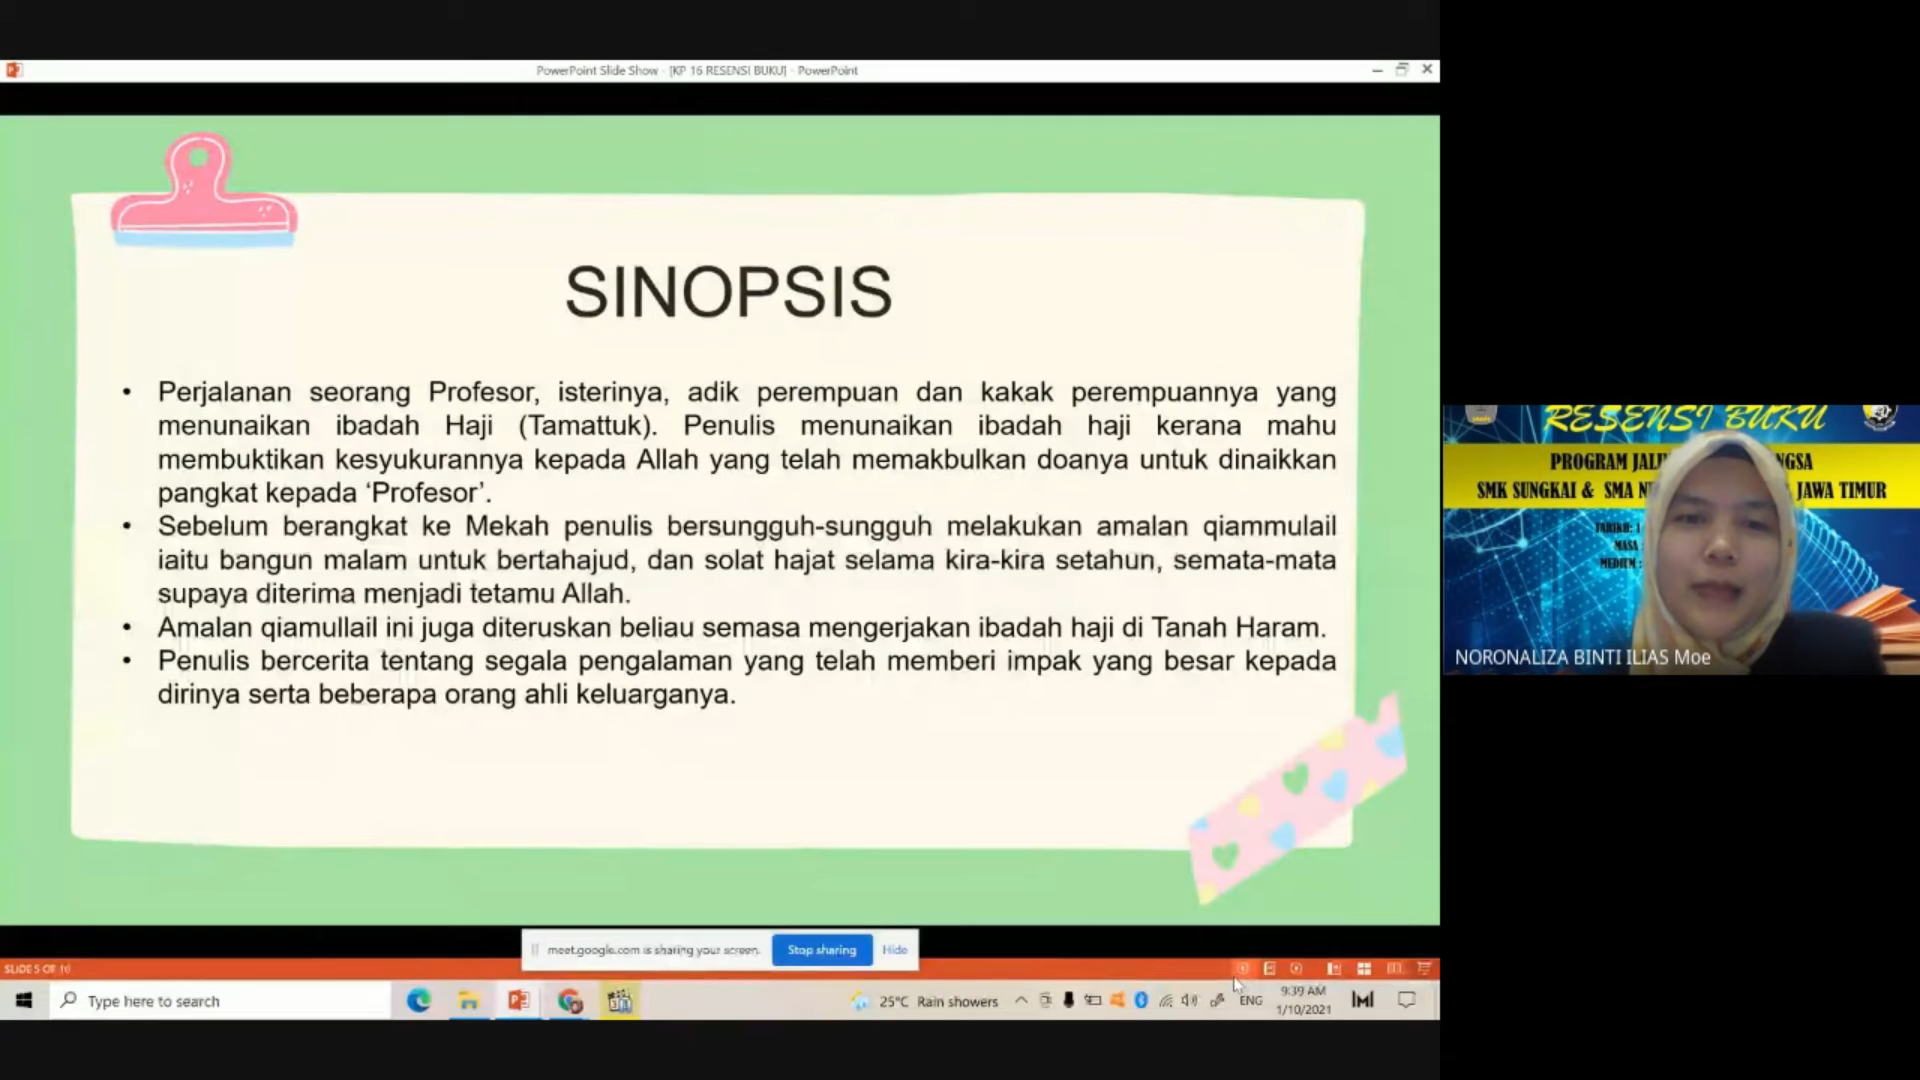 PowerPoint Slide Show - [KP 16 RESENSI BUKU] - PowerPoint
SINOPSIS
• Perjalanan seorang Profesor, isterinya, adik perempuan dan kakak perempuannya yang
menunaikan ibadah Haji (Tamattuk). Penulis menunaikan ibadah haji kerana mahu
membuktikan kesyukurannya kepada Allah yang telah memakbulkan doanya untuk dinaikkan
pangkat kepada ‘Profesor’.
• Sebelum berangkat ke Mekah penulis bersungguh-sungguh melakukan amalan qiammulail
iaitu bangun malam untuk bertahajud, dan solat hajat selama kira-kira setahun, semata-mata
supaya diterima menjadi tetamu Allah.
• Amalan qiamullail ini juga diteruskan beliau semasa mengerjakan ibadah haji di Tanah Haram.
• Penulis bercerita tentang segala pengalaman yang telah memberi impak yang besar kepada
dirinya serta beberapa orang ahli keluarganya.
meet.google.com is sharing your screen.
Stop sharing
Hide
SLIDE 5 OF 10
Type here to search
25°C Rain showers
ENG
9:39 AM
1/10/2021
RESENSI BUKU
PROGRAM
SMK SUNGKAI & SMA
JAWA TIMUR
TARIKH: 1
MASA
MEDIUM :
NORONALIZA BINTI ILIAS Moe